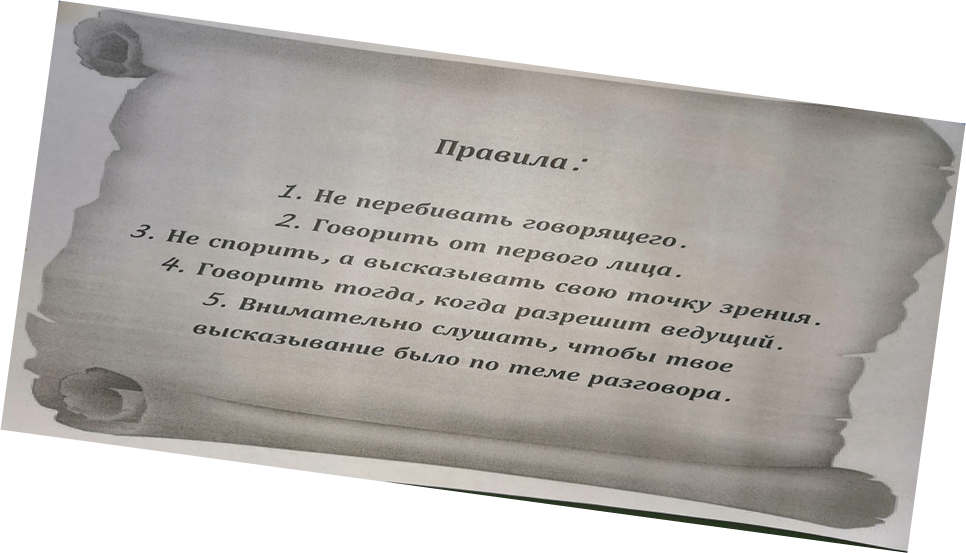 Правила:
1. Не перебивать говорящего.
2. Говорить от первого лица.
3. Не спорить, а высказывать свою точку зрения.
4. Говорить тогда, когда разрешит ведущий.
5. Внимательно слушать, чтобы твое
высказывание было по теме разговора.